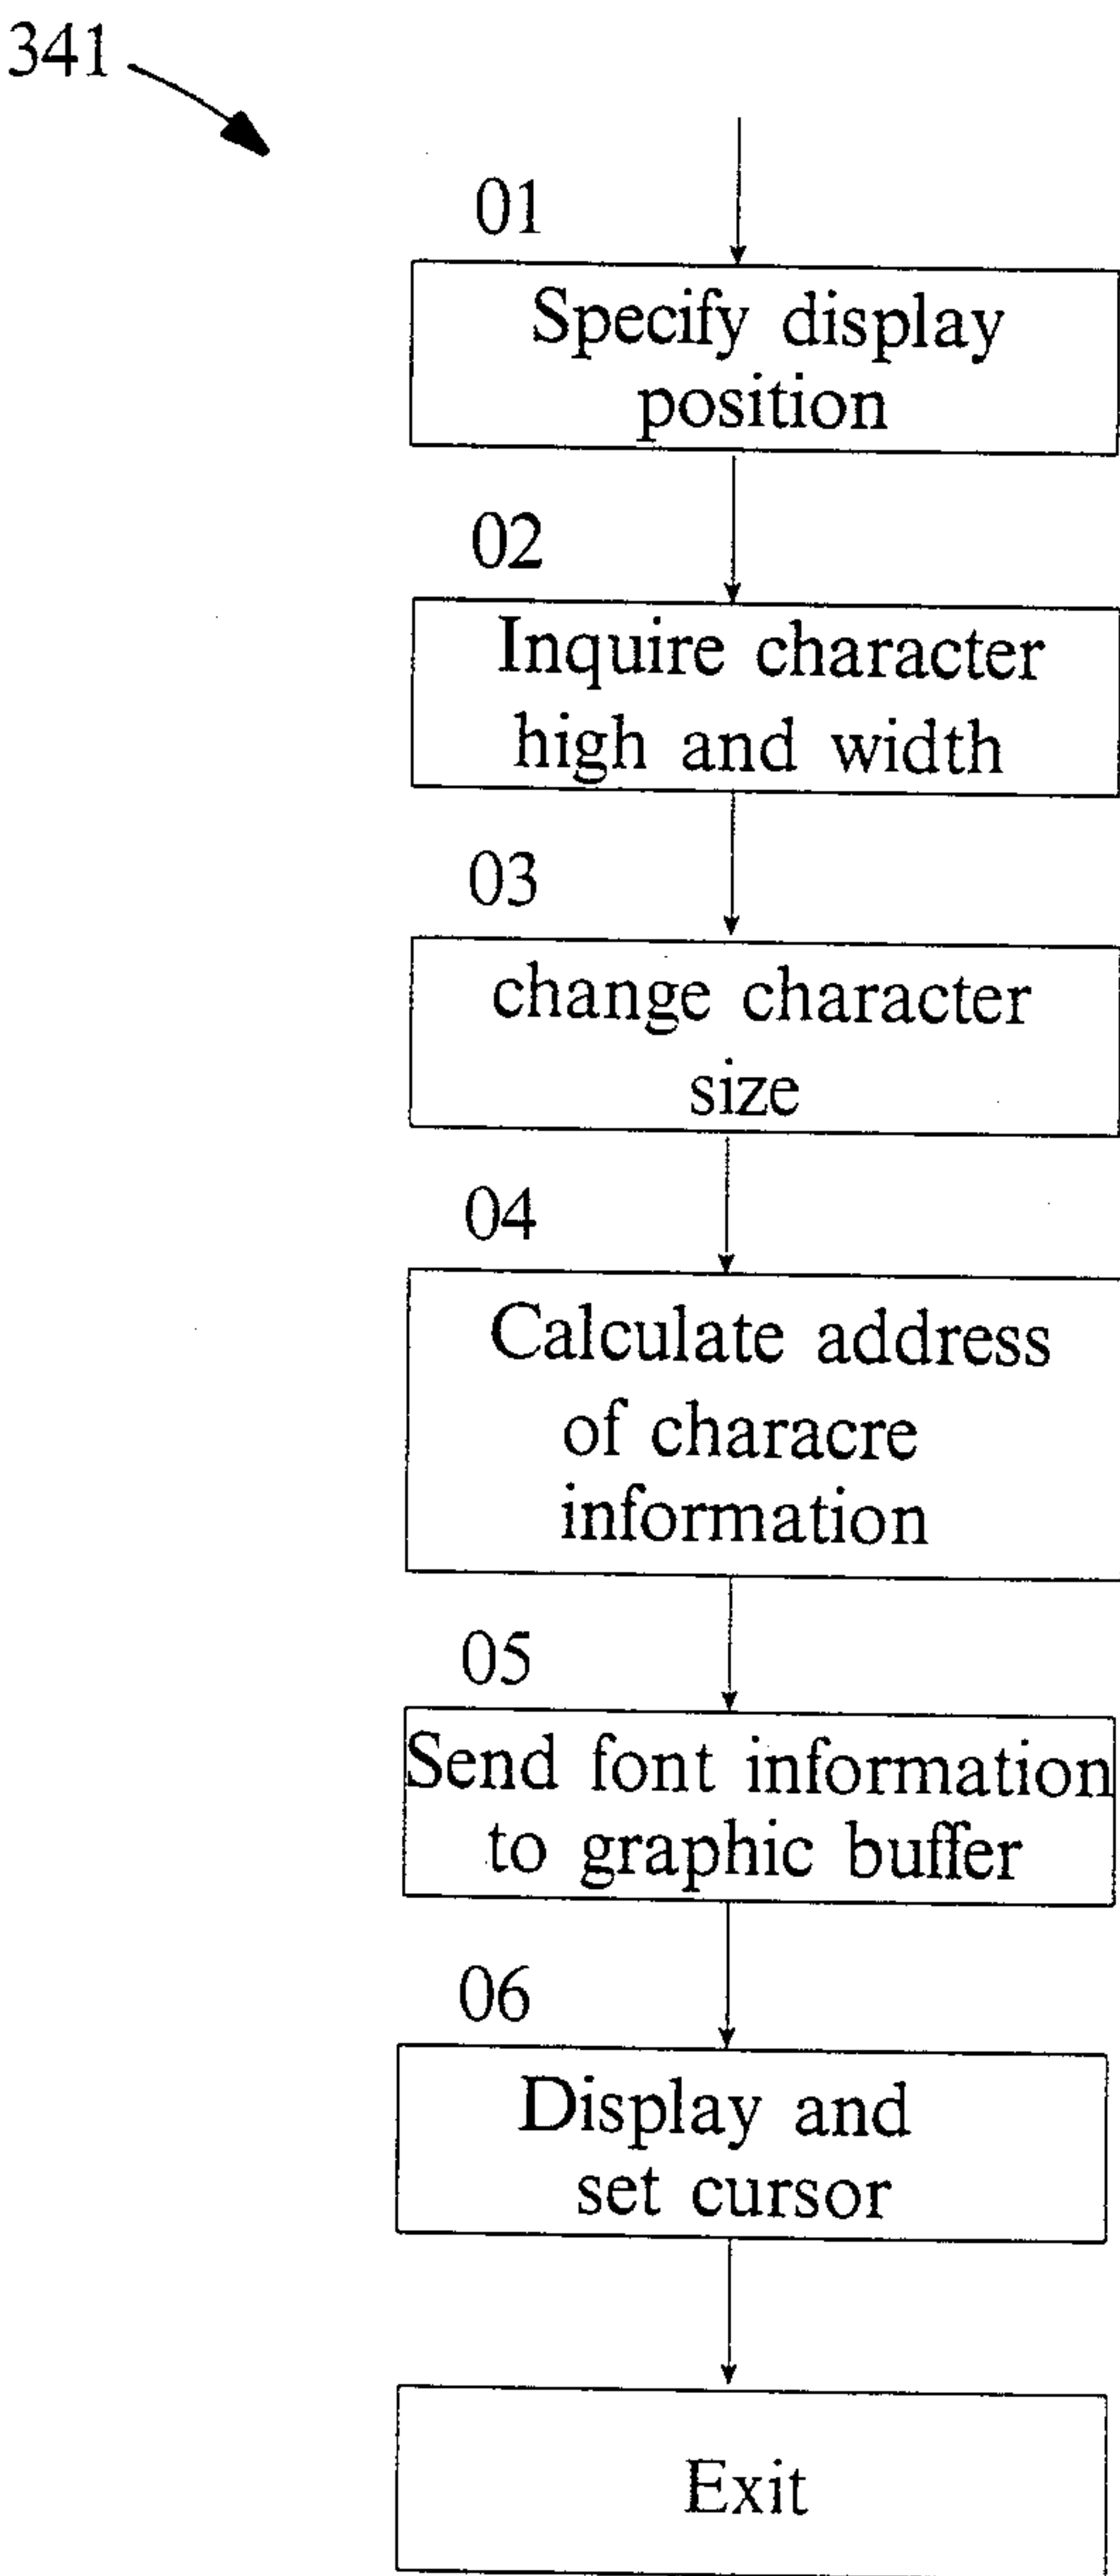 341
01
Specify display
position
02
Inquire character
high and width
03
change character
size
04
Calculate address
of characre
information
05
Send font information
to graphic buffer
06
Display and
set cursor
Exit